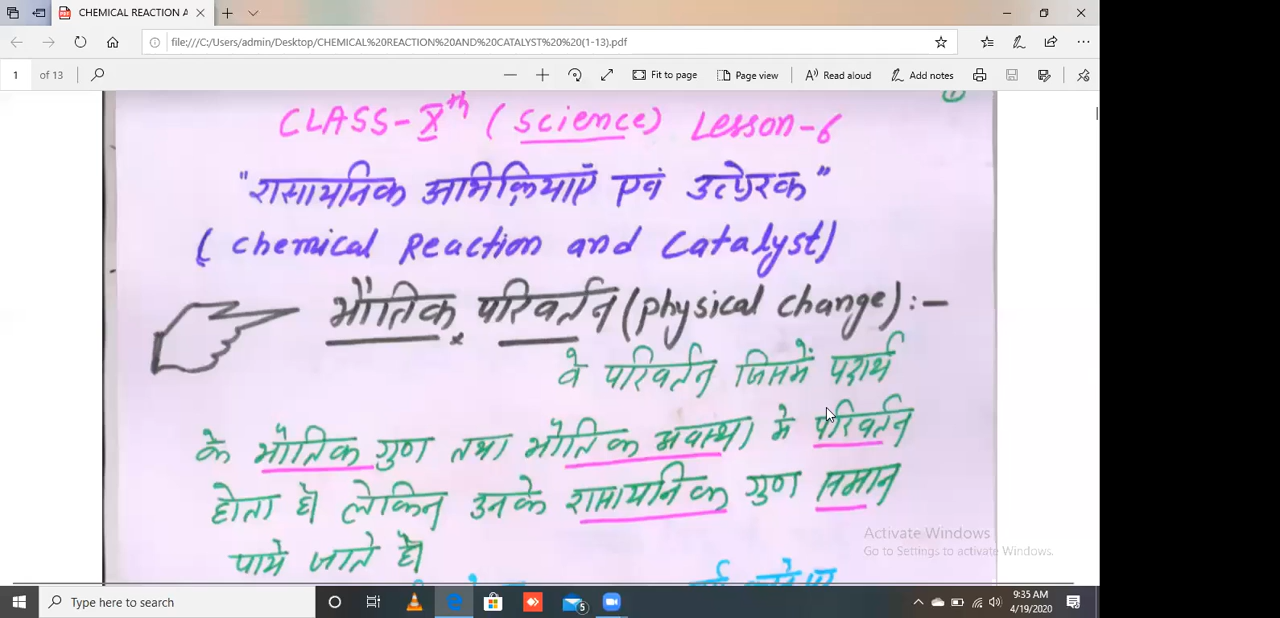 CHEMICAL REACTION A
file:///C:/Users/admin/Desktop/CHEMICAL%20REACTION%20AND%20CATALYST%20%20(1-13).pdf
1 of 13
Fit to page
Page view
Read aloud
Add notes
1
CLASS-Xth (Science) Lesson-6
"रासायनिक अभिक्रियाएँ एवं उत्प्रेरक"
(Chemical Reaction and Catalyst)
भौतिक परिवर्तन (physical change):-
वे परिवर्तन जिसमें पदार्थ
के भौतिक गुण तथा भौतिक अवस्था मे परिवर्तन
होता है। लेकिन उनके रासायनिक गुण समान
पाये जाते है।
Activate Windows
Go to Settings to activate Windows.
Type here to search
5
9:35 AM
4/19/2020